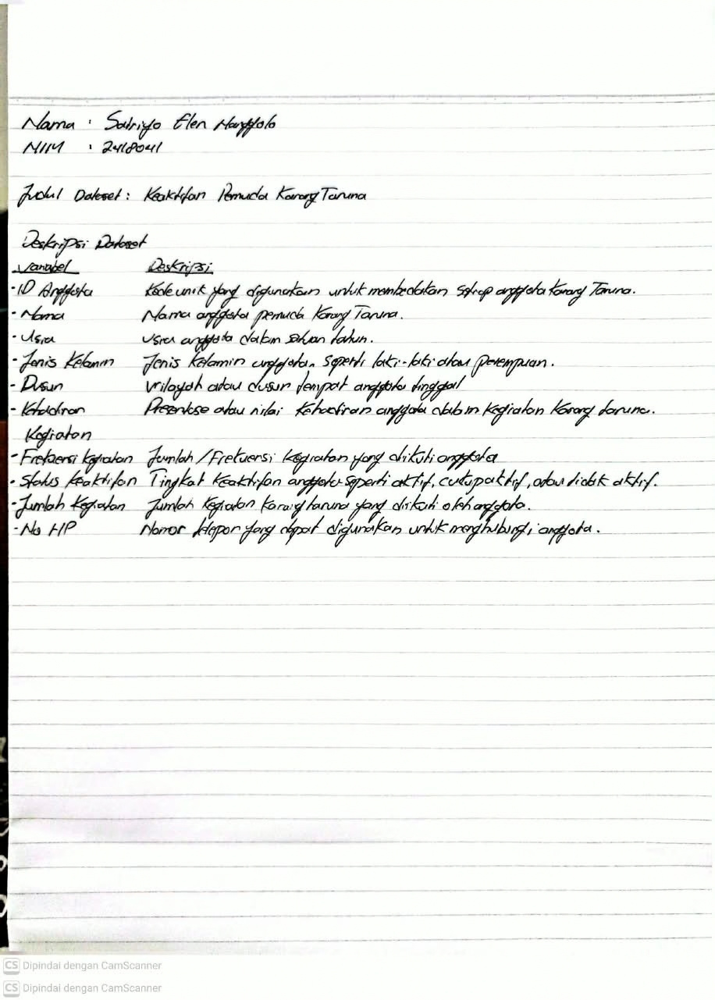 Nama : Satriyo Elen Nanggolo
NIM : 2418041
Judul Dataset : Keaktifan Pemuda Karang Taruna
Deskripsi Dataset
Variabel Deskripsi
- ID Anggota Kode unik yang digunakan untuk membedakan setiap anggota Karang Taruna.
- Nama Nama anggota pemuda Karang Taruna.
- Usia Usia anggota dalam satuan tahun.
- Jenis Kelamin Jenis kelamin anggota, seperti laki-laki atau perempuan.
- Dusun Wilayah atau dusun tempat anggota tinggal
- Kehadiran Presentase atau nilai kehadiran anggota dalam kegiatan Karang taruna.
Kegiatan
- Frekuensi kegiatan Jumlah / Frekuensi kegiatan yang diikuti anggota
- Status Keaktifan Tingkat keaktifan anggota seperti aktif, cukup aktif, atau tidak aktif.
- Jumlah Kegiatan Jumlah Kegiatan karang taruna yang diikuti oleh anggota.
- No HP Nomor telepon yang dapat digunakan untuk menghubungi anggota.
CS Dipindai dengan CamScanner
CS Dipindai dengan CamScanner